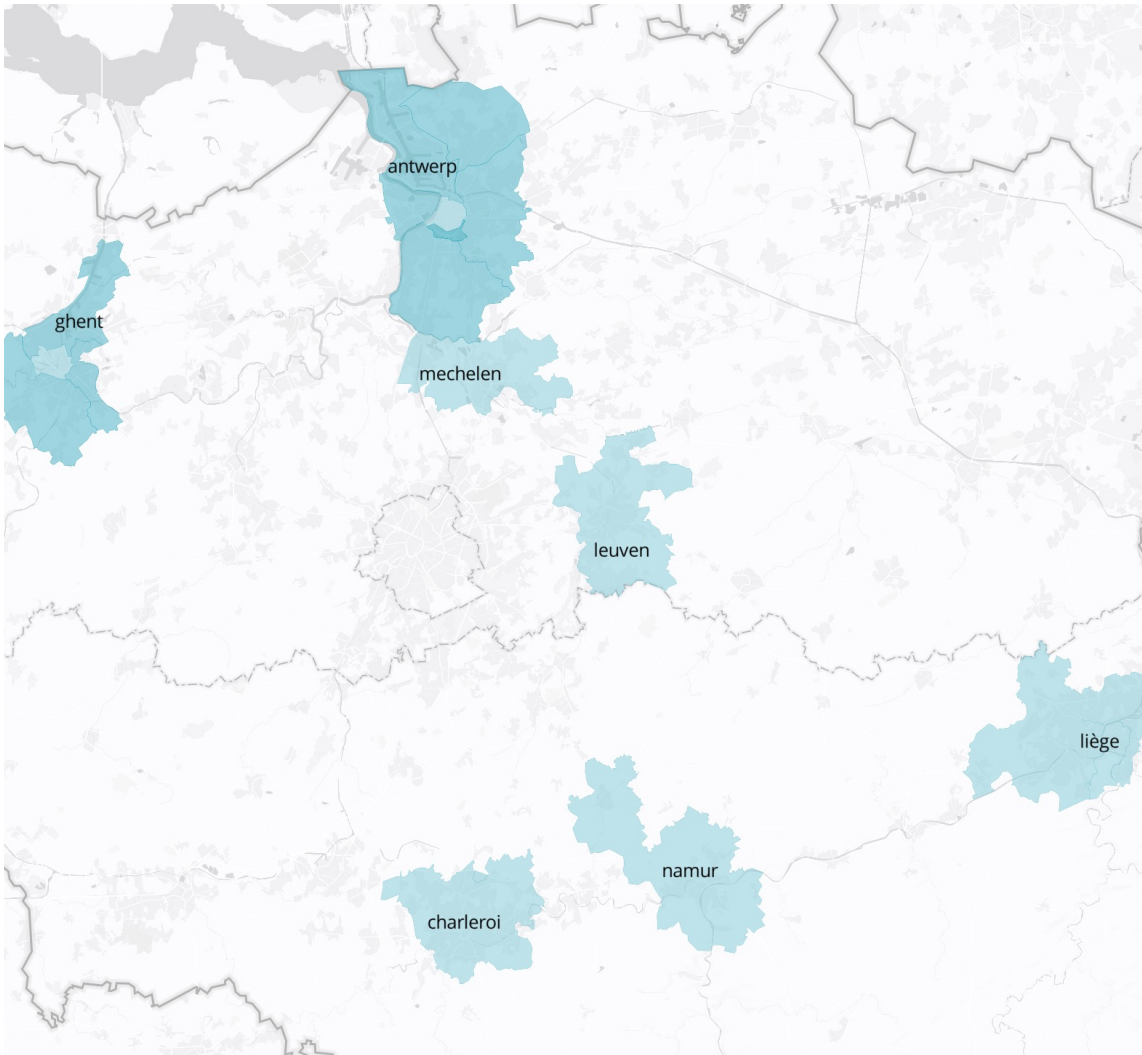 antwerp
ghent
mechelen
leuven
liège
namur
charleroi